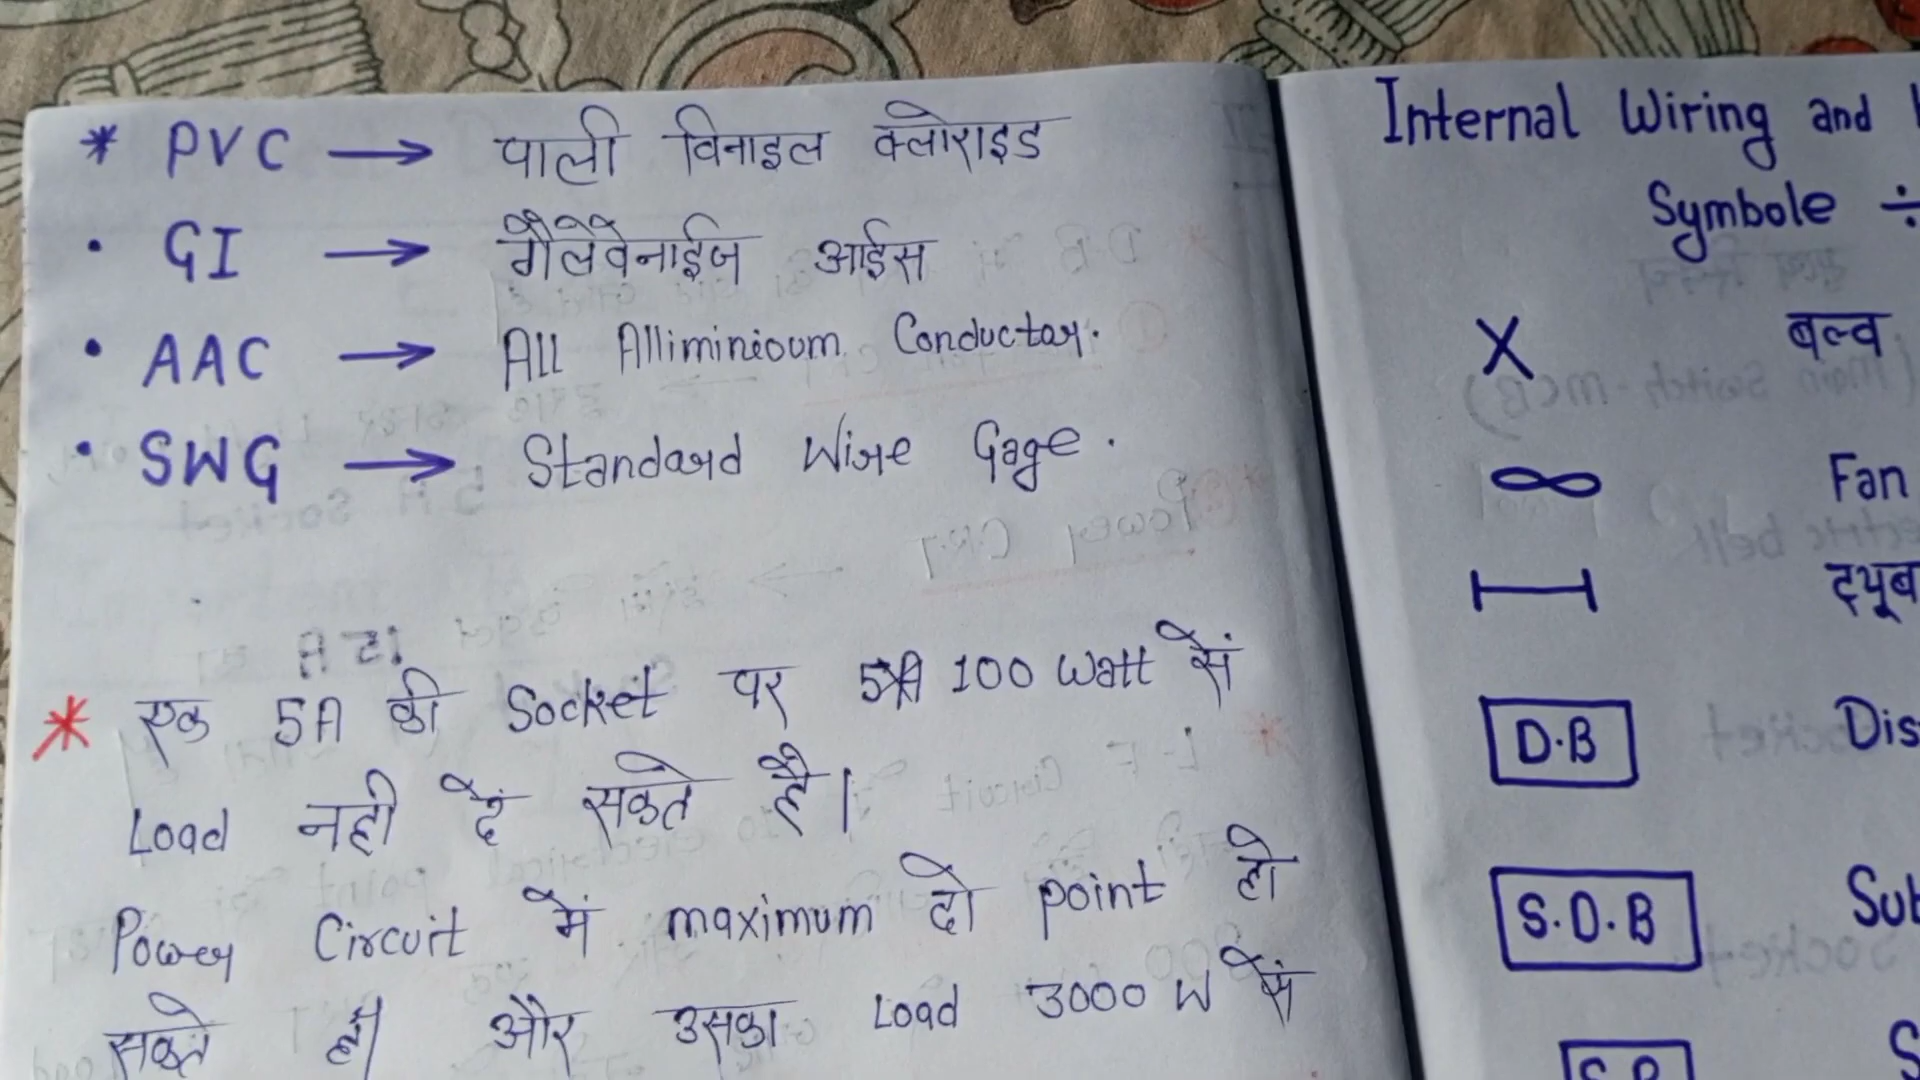 * PVC → पाली विनाइल क्लोराइड
• GI → गैलेवेनाईज आईस
• AAC → All Alliminioum Conductor.
• SWG → Standard Wire Gage.
* एक 5A की Socket पर 100 Watt सें
Load नही दें सकते है।
Power Circuit में maximum दो point हो
सकते है। और उसका Load 3000 W सें
Internal Wiring and
Symbole ÷
X बल्व
Fan
ट्यूब
D.B Dis
S.D.B Sub